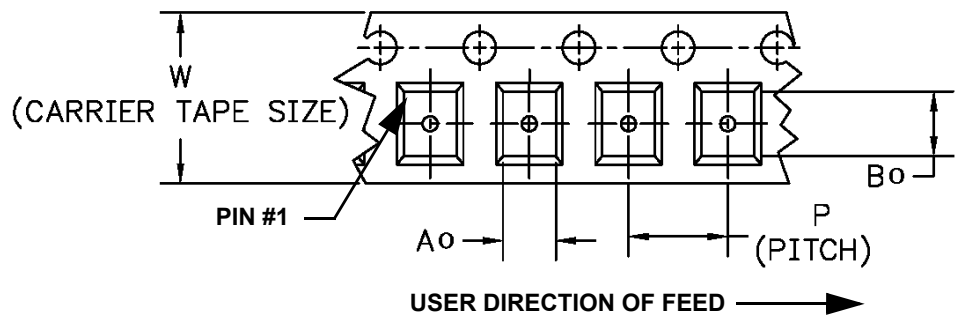 W
(CARRIER TAPE SIZE)
PIN #1
Ao
Bo
P
(PITCH)
USER DIRECTION OF FEED